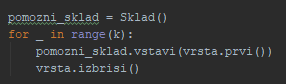 pomozni_sklad = Sklad()
for _ in range(k):
    pomozni_sklad.vstavi(vrsta.prvi())
    vrsta.izbrisi()